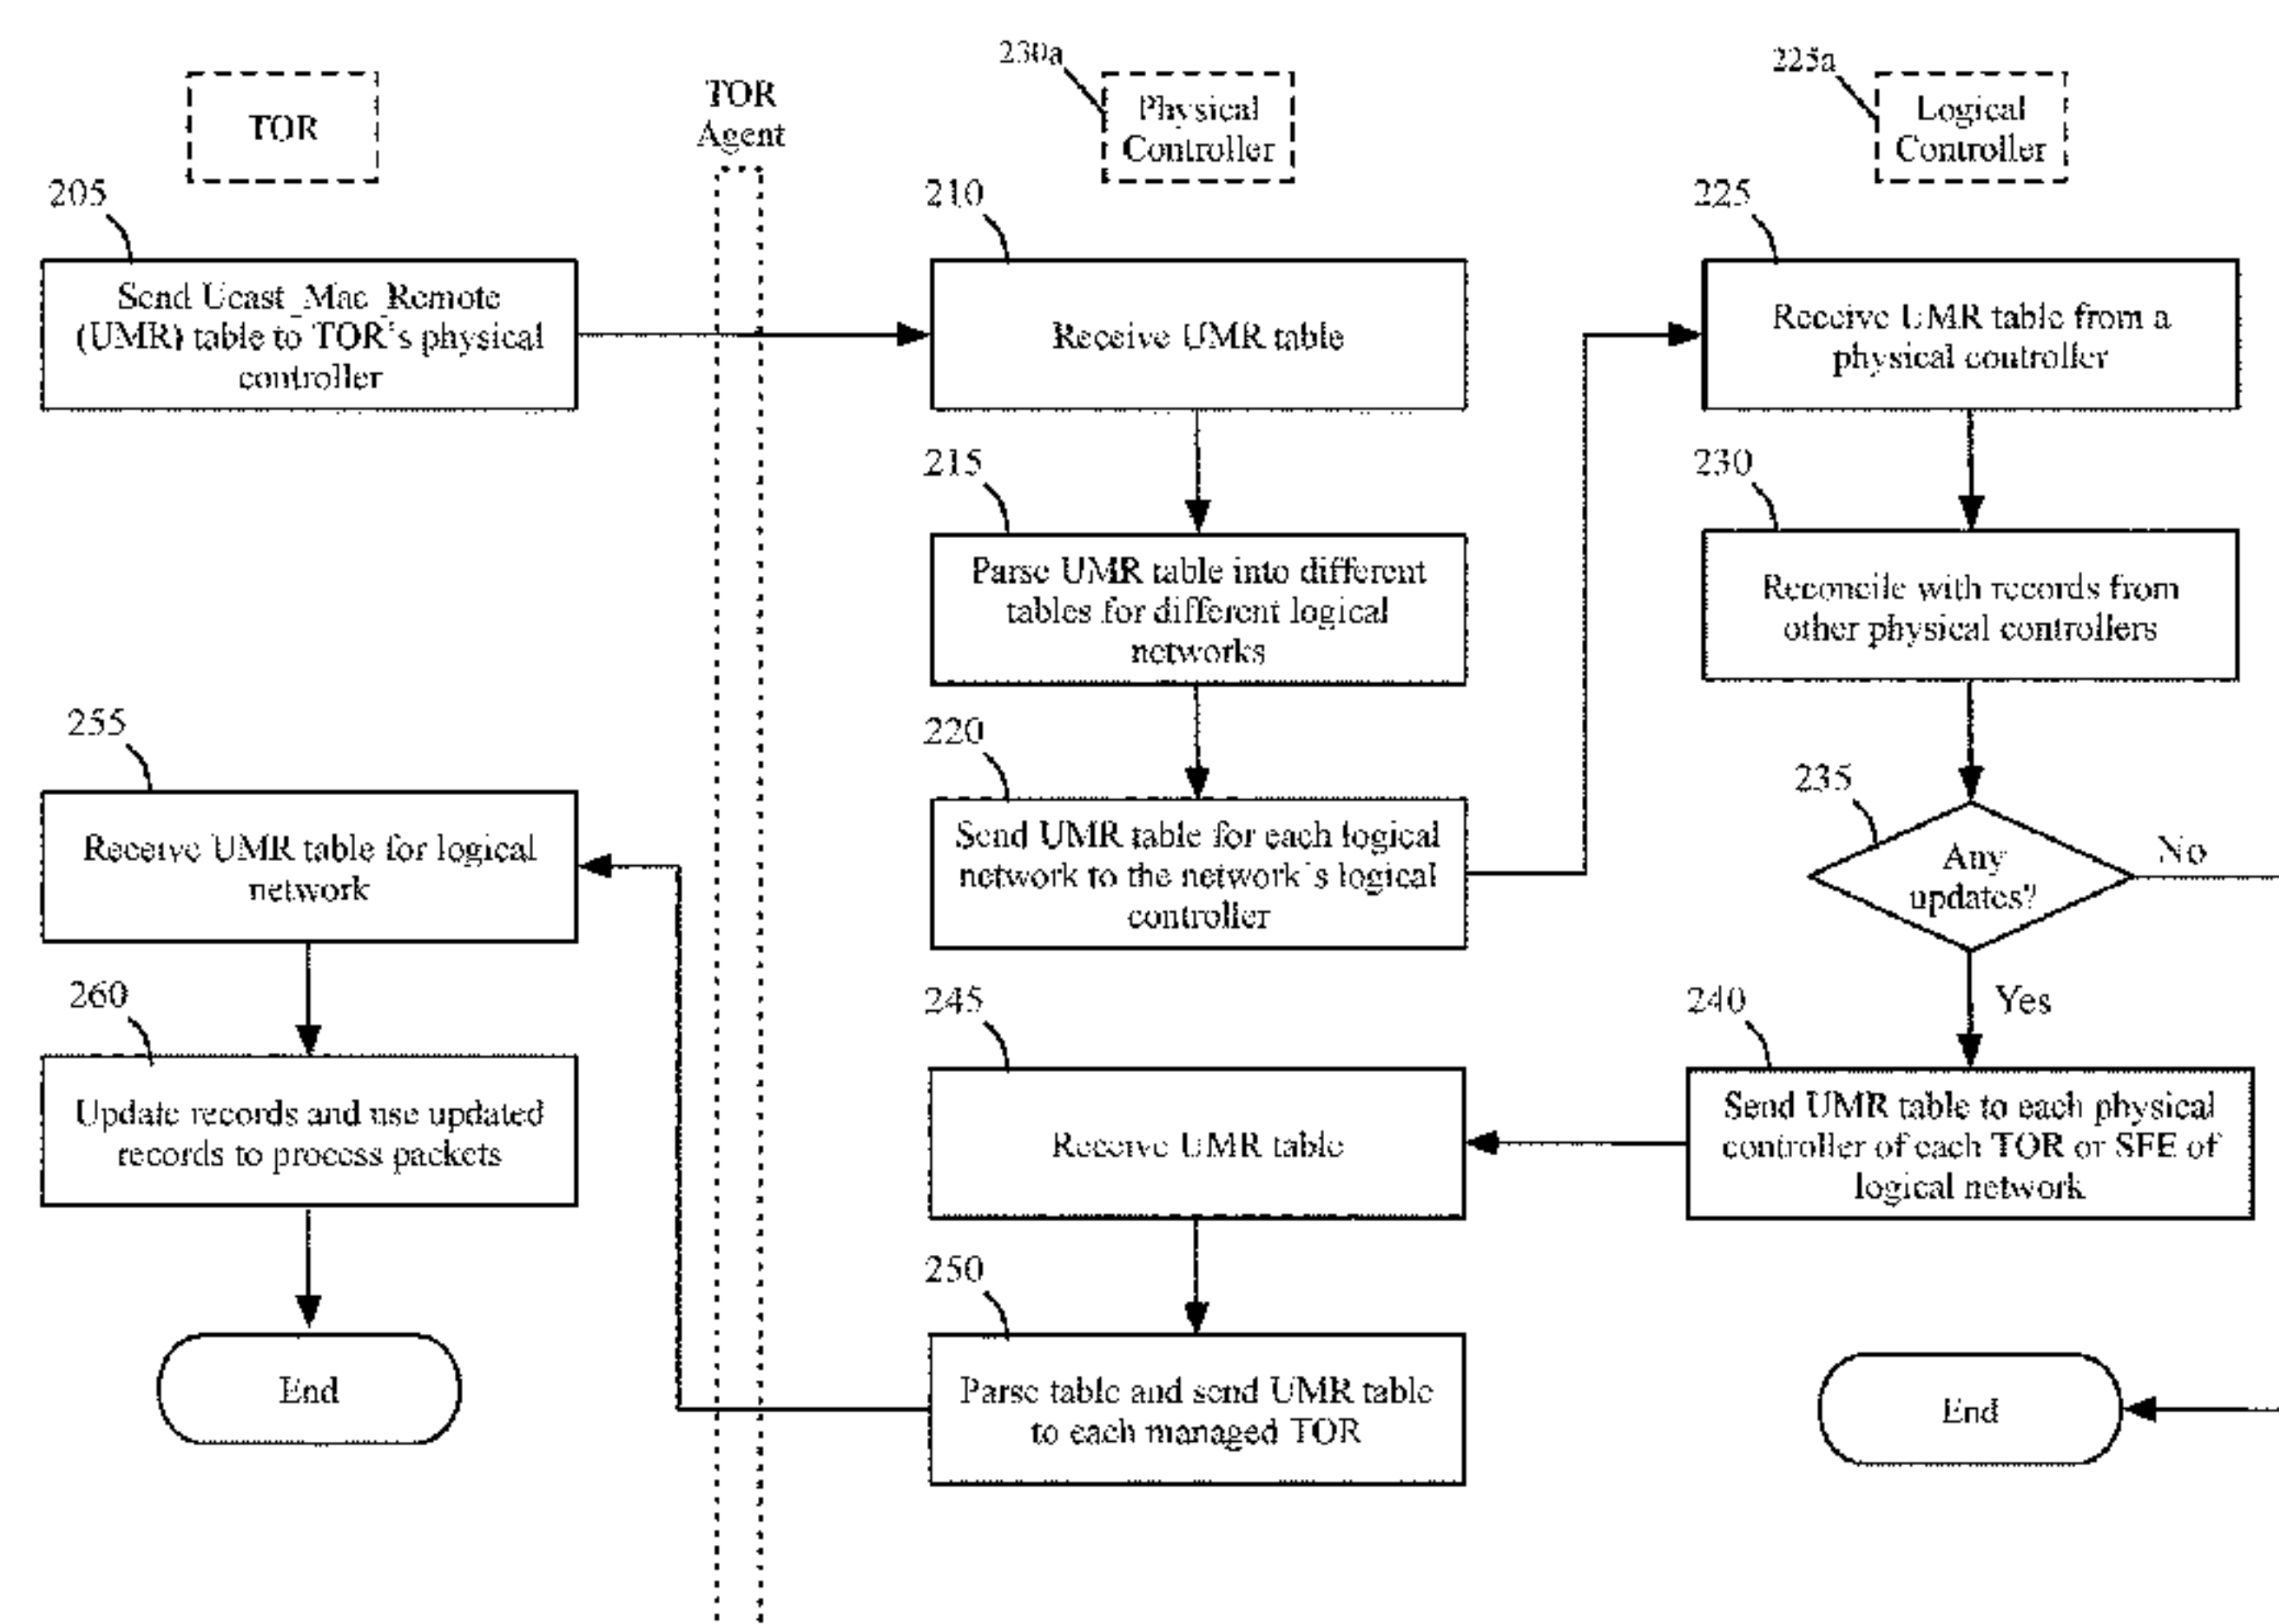 TOR
TOR
Agent
230a
Physical
Controller
225a
Logical
Controller
205
Send Ucast_Mac_Remote
(UMR) table to TOR's physical
controller
210
Receive UMR table
225
Receive UMR table from a
physical controller
215
Parse UMR table into different
tables for different logical
networks
230
Reconcile with records from
other physical controllers
220
Send UMR table for each logical
network to the network's logical
controller
235
Any
updates?
No
Yes
255
Receive UMR table for logical
network
260
Update records and use updated
records to process packets
End
245
Receive UMR table
240
Send UMR table to each physical
controller of each TOR or SFE of
logical network
250
Parse table and send UMR table
to each managed TOR
End